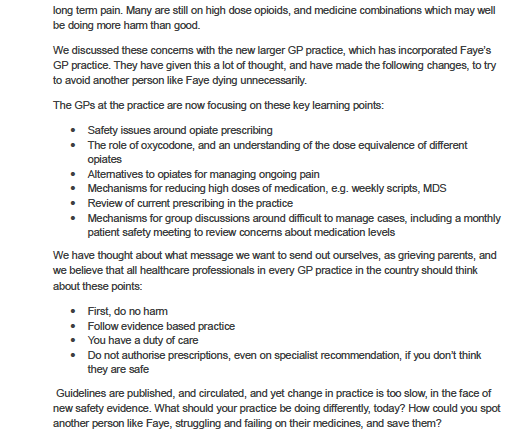 long term pain. Many are still on high dose opioids, and medicine combinations which may well
be doing more harm than good.
We discussed these concerns with the new larger GP practice, which has incorporated Faye's
GP practice. They have given this a lot of thought, and have made the following changes, to try
to avoid another person like Faye dying unnecessarily.
The GPs at the practice are now focusing on these key learning points:
• Safety issues around opiate prescribing
• The role of oxycodone, and an understanding of the dose equivalence of different
opiates
• Alternatives to opiates for managing ongoing pain
• Mechanisms for reducing high doses of medication, e.g. weekly scripts, MDS
• Review of current prescribing in the practice
• Mechanisms for group discussions around difficult to manage cases, including a monthly
patient safety meeting to review concerns about medication levels
We have thought about what message we want to send out ourselves, as grieving parents, and
we believe that all healthcare professionals in every GP practice in the country should think
about these points:
• First, do no harm
• Follow evidence based practice
• You have a duty of care
• Do not authorise prescriptions, even on specialist recommendation, if you don't think
they are safe
Guidelines are published, and circulated, and yet change in practice is too slow, in the face of
new safety evidence. What should your practice be doing differently, today? How could you spot
another person like Faye, struggling and failing on their medicines, and save them?